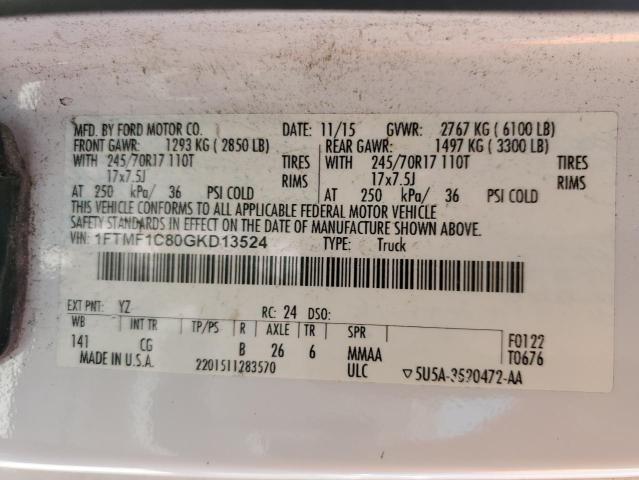 MFD. BY FORD MOTOR CO. DATE: 11/15 GVWR: 2767 KG ( 6100 LB)
FRONT GAWR: 1293 KG ( 2850 LB) REAR GAWR: 1497 KG ( 3300 LB)
WITH 245/70R17 110T TIRES WITH 245/70R17 110T TIRES
17x7.5J RIMS 17x7.5J RIMS
AT 250 kPa/ 36 PSI COLD AT 250 kPa/ 36 PSI COLD
THIS VEHICLE CONFORMS TO ALL APPLICABLE FEDERAL MOTOR VEHICLE
SAFETY STANDARDS IN EFFECT ON THE DATE OF MANUFACTURE SHOWN ABOVE.
VIN: 1FTMF1C80GKD13524 TYPE: Truck
EXT PNT: YZ RC: 24 DSO:
WB INT TR TP/PS R AXLE TR SPR
141 CG B 26 6 MMAA F0122
T0676
MADE IN U.S.A. 2201511283570 ULC ▽5U5A-3520472-AA